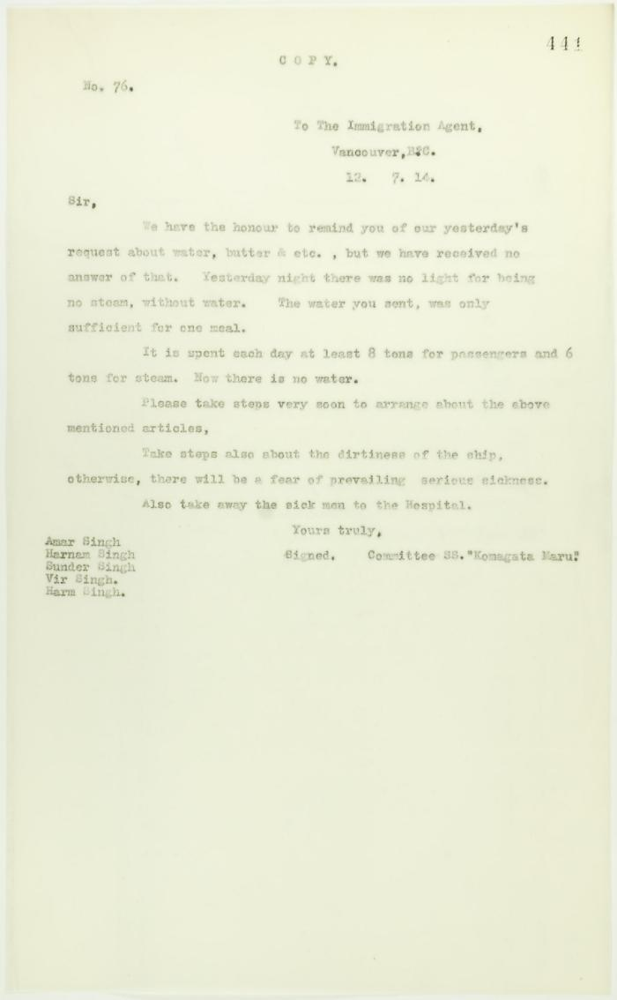 441
COPY.
No. 76.
To The Immigration Agent,
Vancouver, B.C.
12. 7. 14.
Sir,
We have the honour to remind you of our yesterday's
request about water, butter & etc. , but we have received no
answer of that. Yesterday night there was no light for being
no steam, without water. The water you sent, was only
sufficient for one meal.
It is spent each day at least 8 tons for passengers and 6
tons for steam. Now there is no water.
Please take steps very soon to arrange about the above
mentioned articles,
Take steps also about the dirtiness of the ship,
otherwise, there will be a fear of prevailing serious sickness.
Also take away the sick men to the Hospital.
Yours truly,
Amar Singh
Harnam Singh Signed. Committee SS."Komagata Maru"
Sunder Singh
Vir Singh.
Harm Singh.